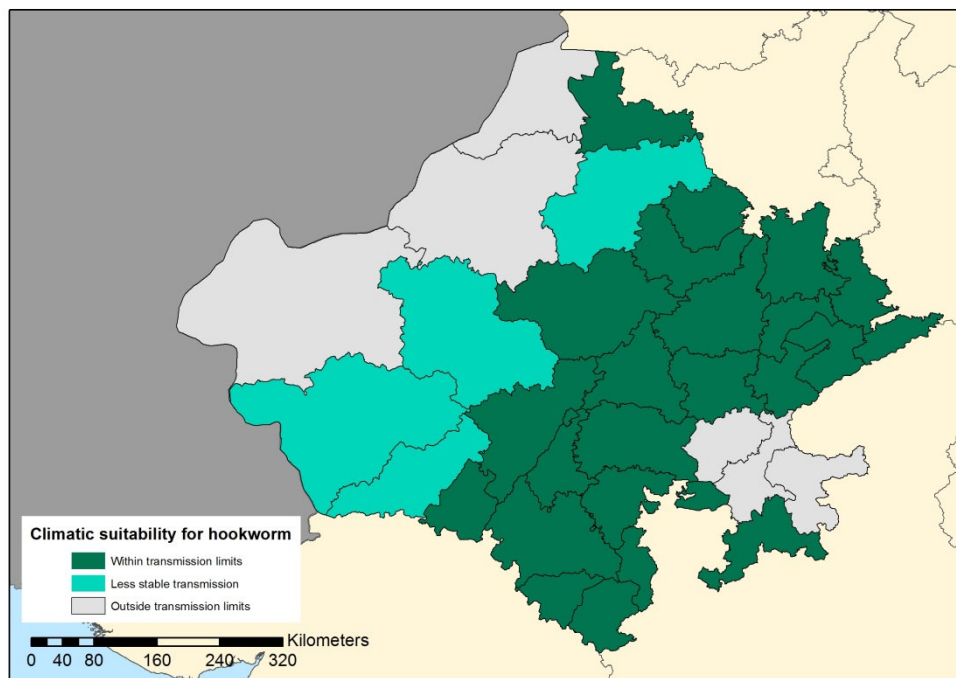 Climatic suitability for hookworm
Within transmission limits
Less stable transmission
Outside transmission limits
Kilometers
0 40 80 160 240 320